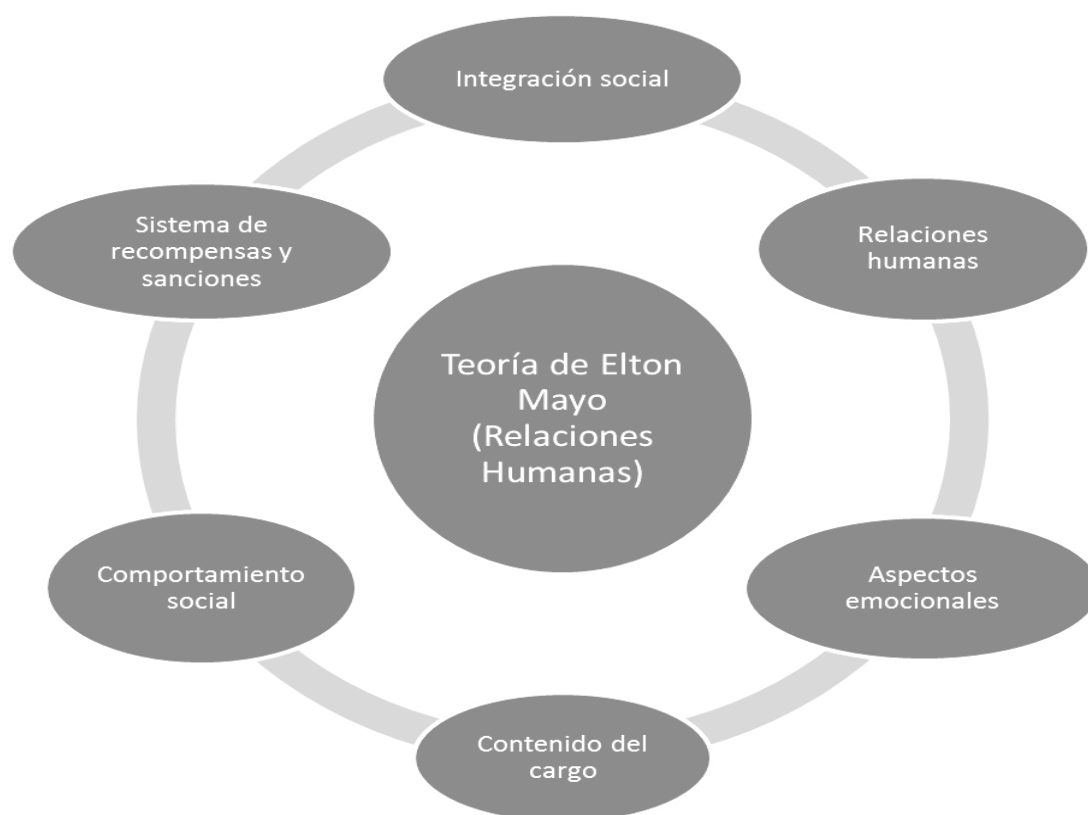 Integración social
Relaciones
humanas
Aspectos
emocionales
Contenido del
cargo
Comportamiento
social
Sistema de
recompensas y
sanciones
Teoría de Elton
Mayo
(Relaciones
Humanas)